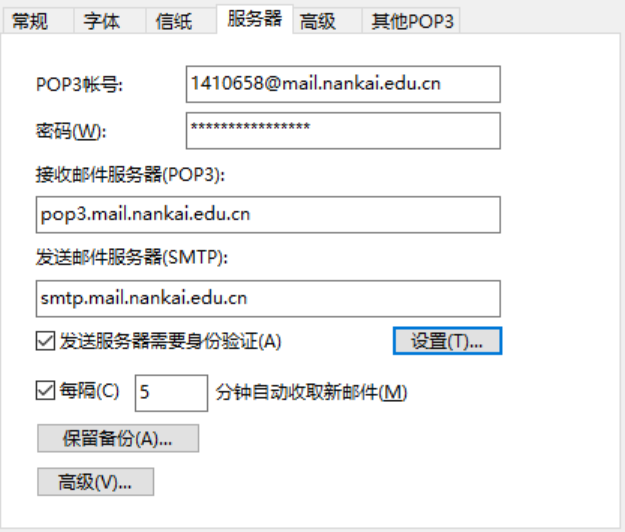 常规 字体 信纸 服务器 高级 其他POP3
POP3帐号: 1410658@mail.nankai.edu.cn
密码(W): ****************
接收邮件服务器(POP3):
pop3.mail.nankai.edu.cn
发送邮件服务器(SMTP):
smtp.mail.nankai.edu.cn
发送服务器需要身份验证(A) 设置(T)...
每隔(C) 5 分钟自动收取新邮件(M)
保留备份(A)...
高级(V)...